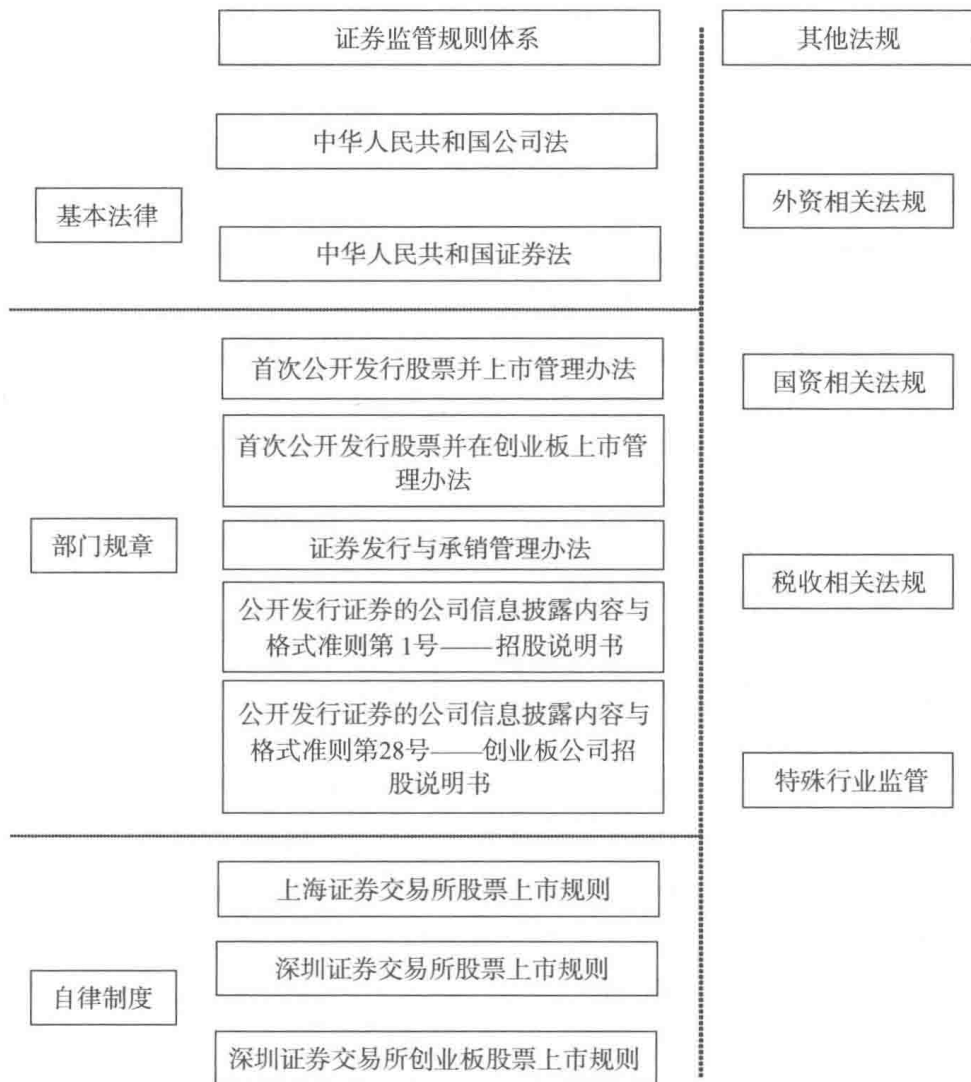 证券监管规则体系
其他法规
中华人民共和国公司法
基本法律
外资相关法规
中华人民共和国证券法
首次公开发行股票并上市管理办法
国资相关法规
首次公开发行股票并在创业板上市管
理办法
部门规章
证券发行与承销管理办法
税收相关法规
公开发行证券的公司信息披露内容与
格式准则第 1号——招股说明书
公开发行证券的公司信息披露内容与
格式准则第28号——创业板公司招
股说明书
特殊行业监管
上海证券交易所股票上市规则
深圳证券交易所股票上市规则
自律制度
深圳证券交易所创业板股票上市规则